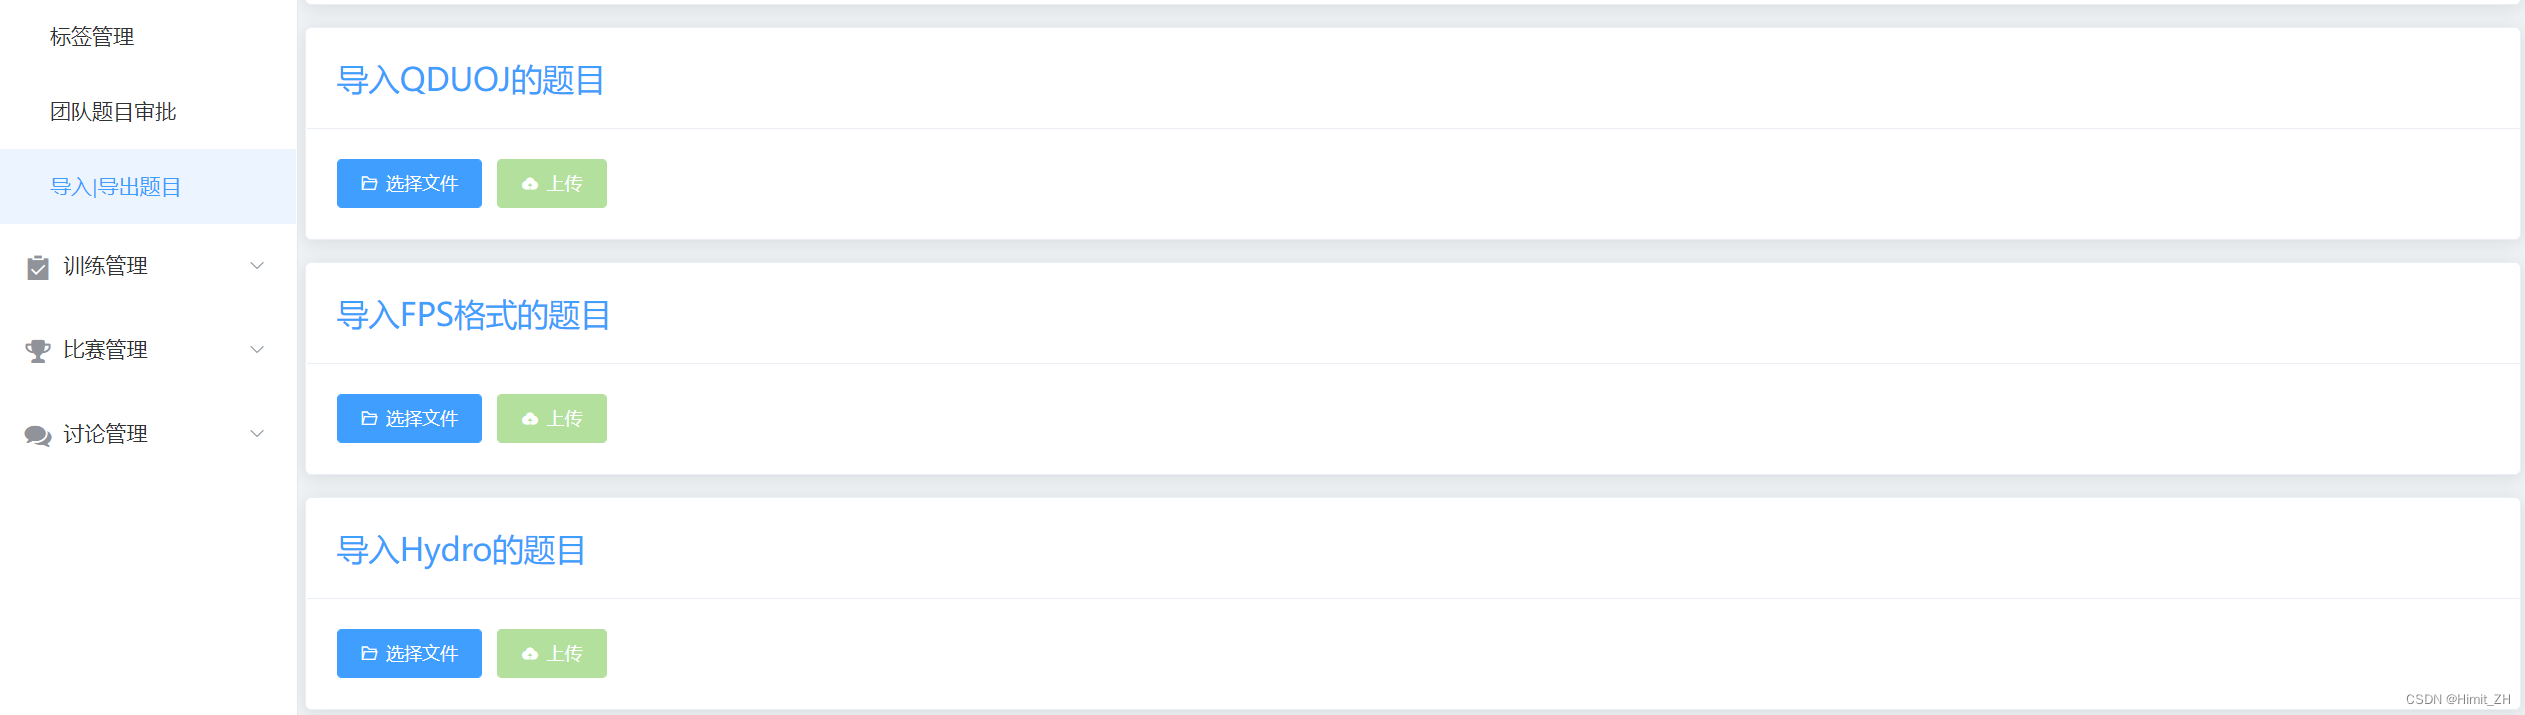 标签管理
团队题目审批
导入|导出题目
训练管理
比赛管理
讨论管理
导入QDUOJ的题目
选择文件 上传
导入FPS格式的题目
选择文件 上传
导入Hydro的题目
选择文件 上传
CSDN @Himit_ZH